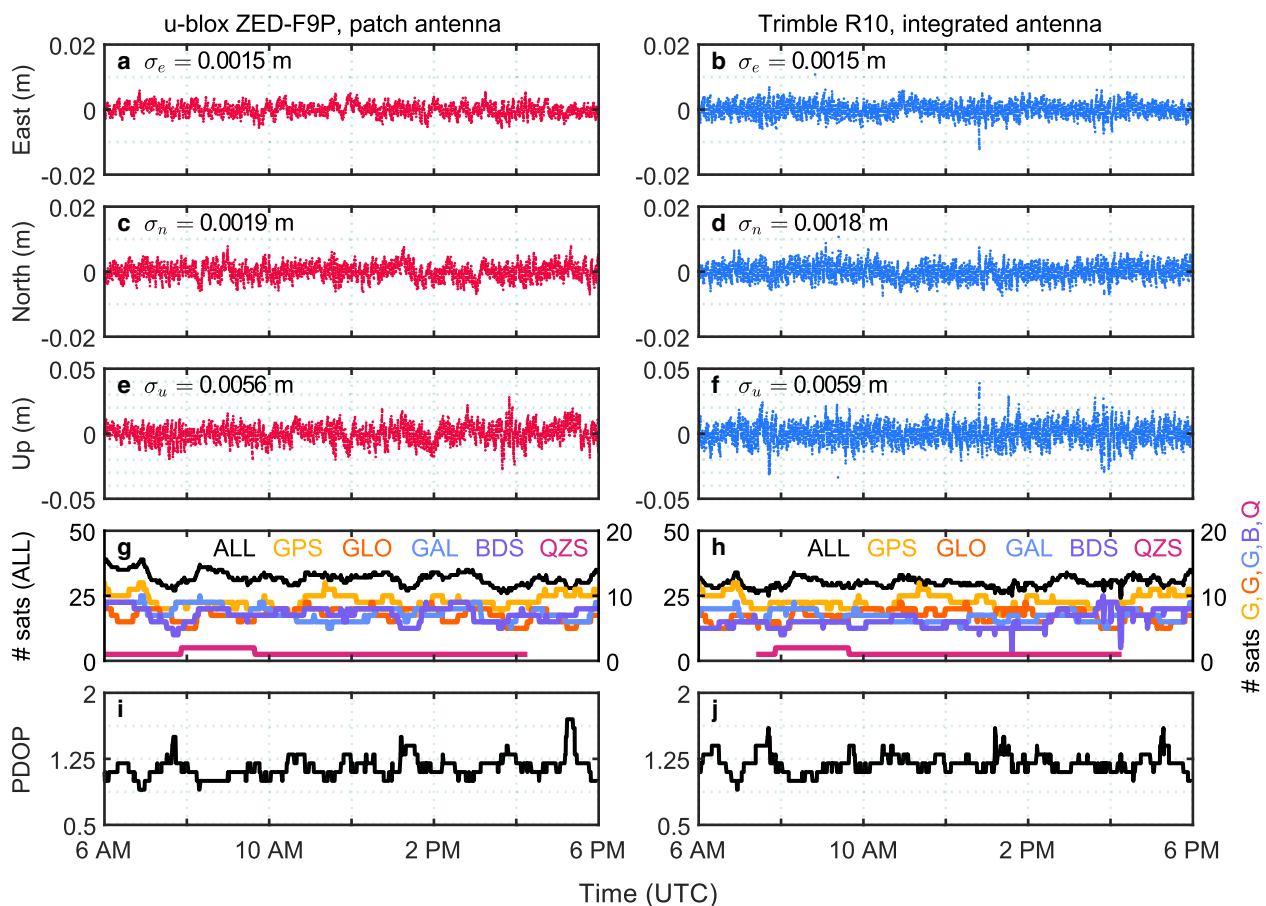 u-blox ZED-F9P, patch antenna
Trimble R10, integrated antenna
East (m)
0.02
0
-0.02
a σe = 0.0015 m
b σe = 0.0015 m
0.02
0
-0.02
North (m)
0.02
0
-0.02
c σn = 0.0019 m
d σn = 0.0018 m
0.02
0
-0.02
Up (m)
0.05
0
-0.05
e σu = 0.0056 m
f σu = 0.0059 m
0.05
0
-0.05
# sats (ALL)
50
25
0
g ALL GPS GLO GAL BDS QZS
20
10
0
50
25
0
h ALL GPS GLO GAL BDS QZS
20
10
0
# sats G,G,G,B,Q
PDOP
2
1.25
0.5
i
2
1.25
0.5
j
6 AM 10 AM 2 PM 6 PM
6 AM 10 AM 2 PM 6 PM
Time (UTC)